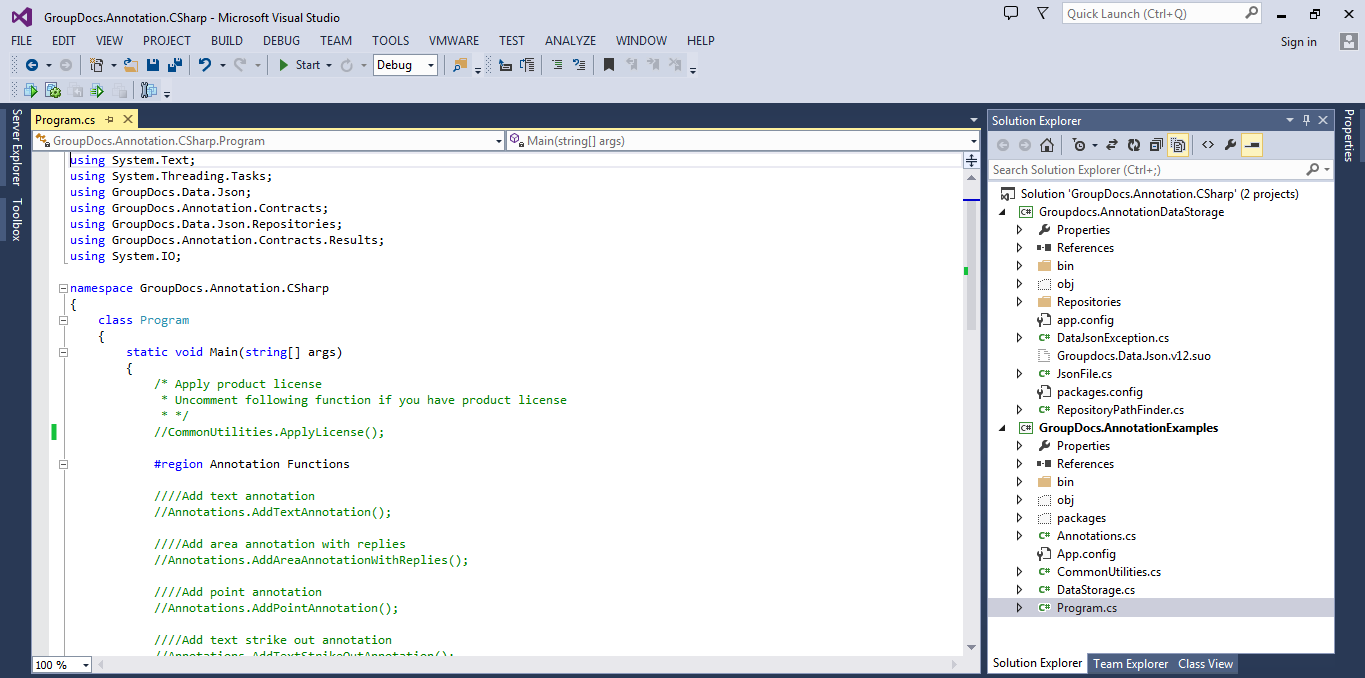 GroupDocs.Annotation.CSharp - Microsoft Visual Studio
Quick Launch (Ctrl+Q)
FILE EDIT VIEW PROJECT BUILD DEBUG TEAM TOOLS VMWARE TEST ANALYZE WINDOW HELP
Sign in
Start
Debug
Server Explorer
Toolbox
Program.cs
GroupDocs.Annotation.CSharp.Program
Main(string[] args)
using System.Text;
using System.Threading.Tasks;
using GroupDocs.Data.Json;
using GroupDocs.Annotation.Contracts;
using GroupDocs.Data.Json.Repositories;
using GroupDocs.Annotation.Contracts.Results;
using System.IO;
namespace GroupDocs.Annotation.CSharp
{
class Program
{
static void Main(string[] args)
{
/* Apply product license
* Uncomment following function if you have product license
* */
//CommonUtilities.ApplyLicense();
#region Annotation Functions
////Add text annotation
//Annotations.AddTextAnnotation();
////Add area annotation with replies
//Annotations.AddAreaAnnotationWithReplies();
////Add point annotation
//Annotations.AddPointAnnotation();
////Add text strike out annotation
//Annotations.AddTextStrikeOutAnnotation();
100 %
Solution Explorer
Search Solution Explorer (Ctrl+;)
Solution 'GroupDocs.Annotation.CSharp' (2 projects)
C# Groupdocs.AnnotationDataStorage
Properties
References
bin
obj
Repositories
app.config
C# DataJsonException.cs
Groupdocs.Data.Json.v12.suo
C# JsonFile.cs
packages.config
C# RepositoryPathFinder.cs
C# GroupDocs.AnnotationExamples
Properties
References
bin
obj
packages
C# Annotations.cs
App.config
C# CommonUtilities.cs
C# DataStorage.cs
C# Program.cs
Solution Explorer Team Explorer Class View
Properties